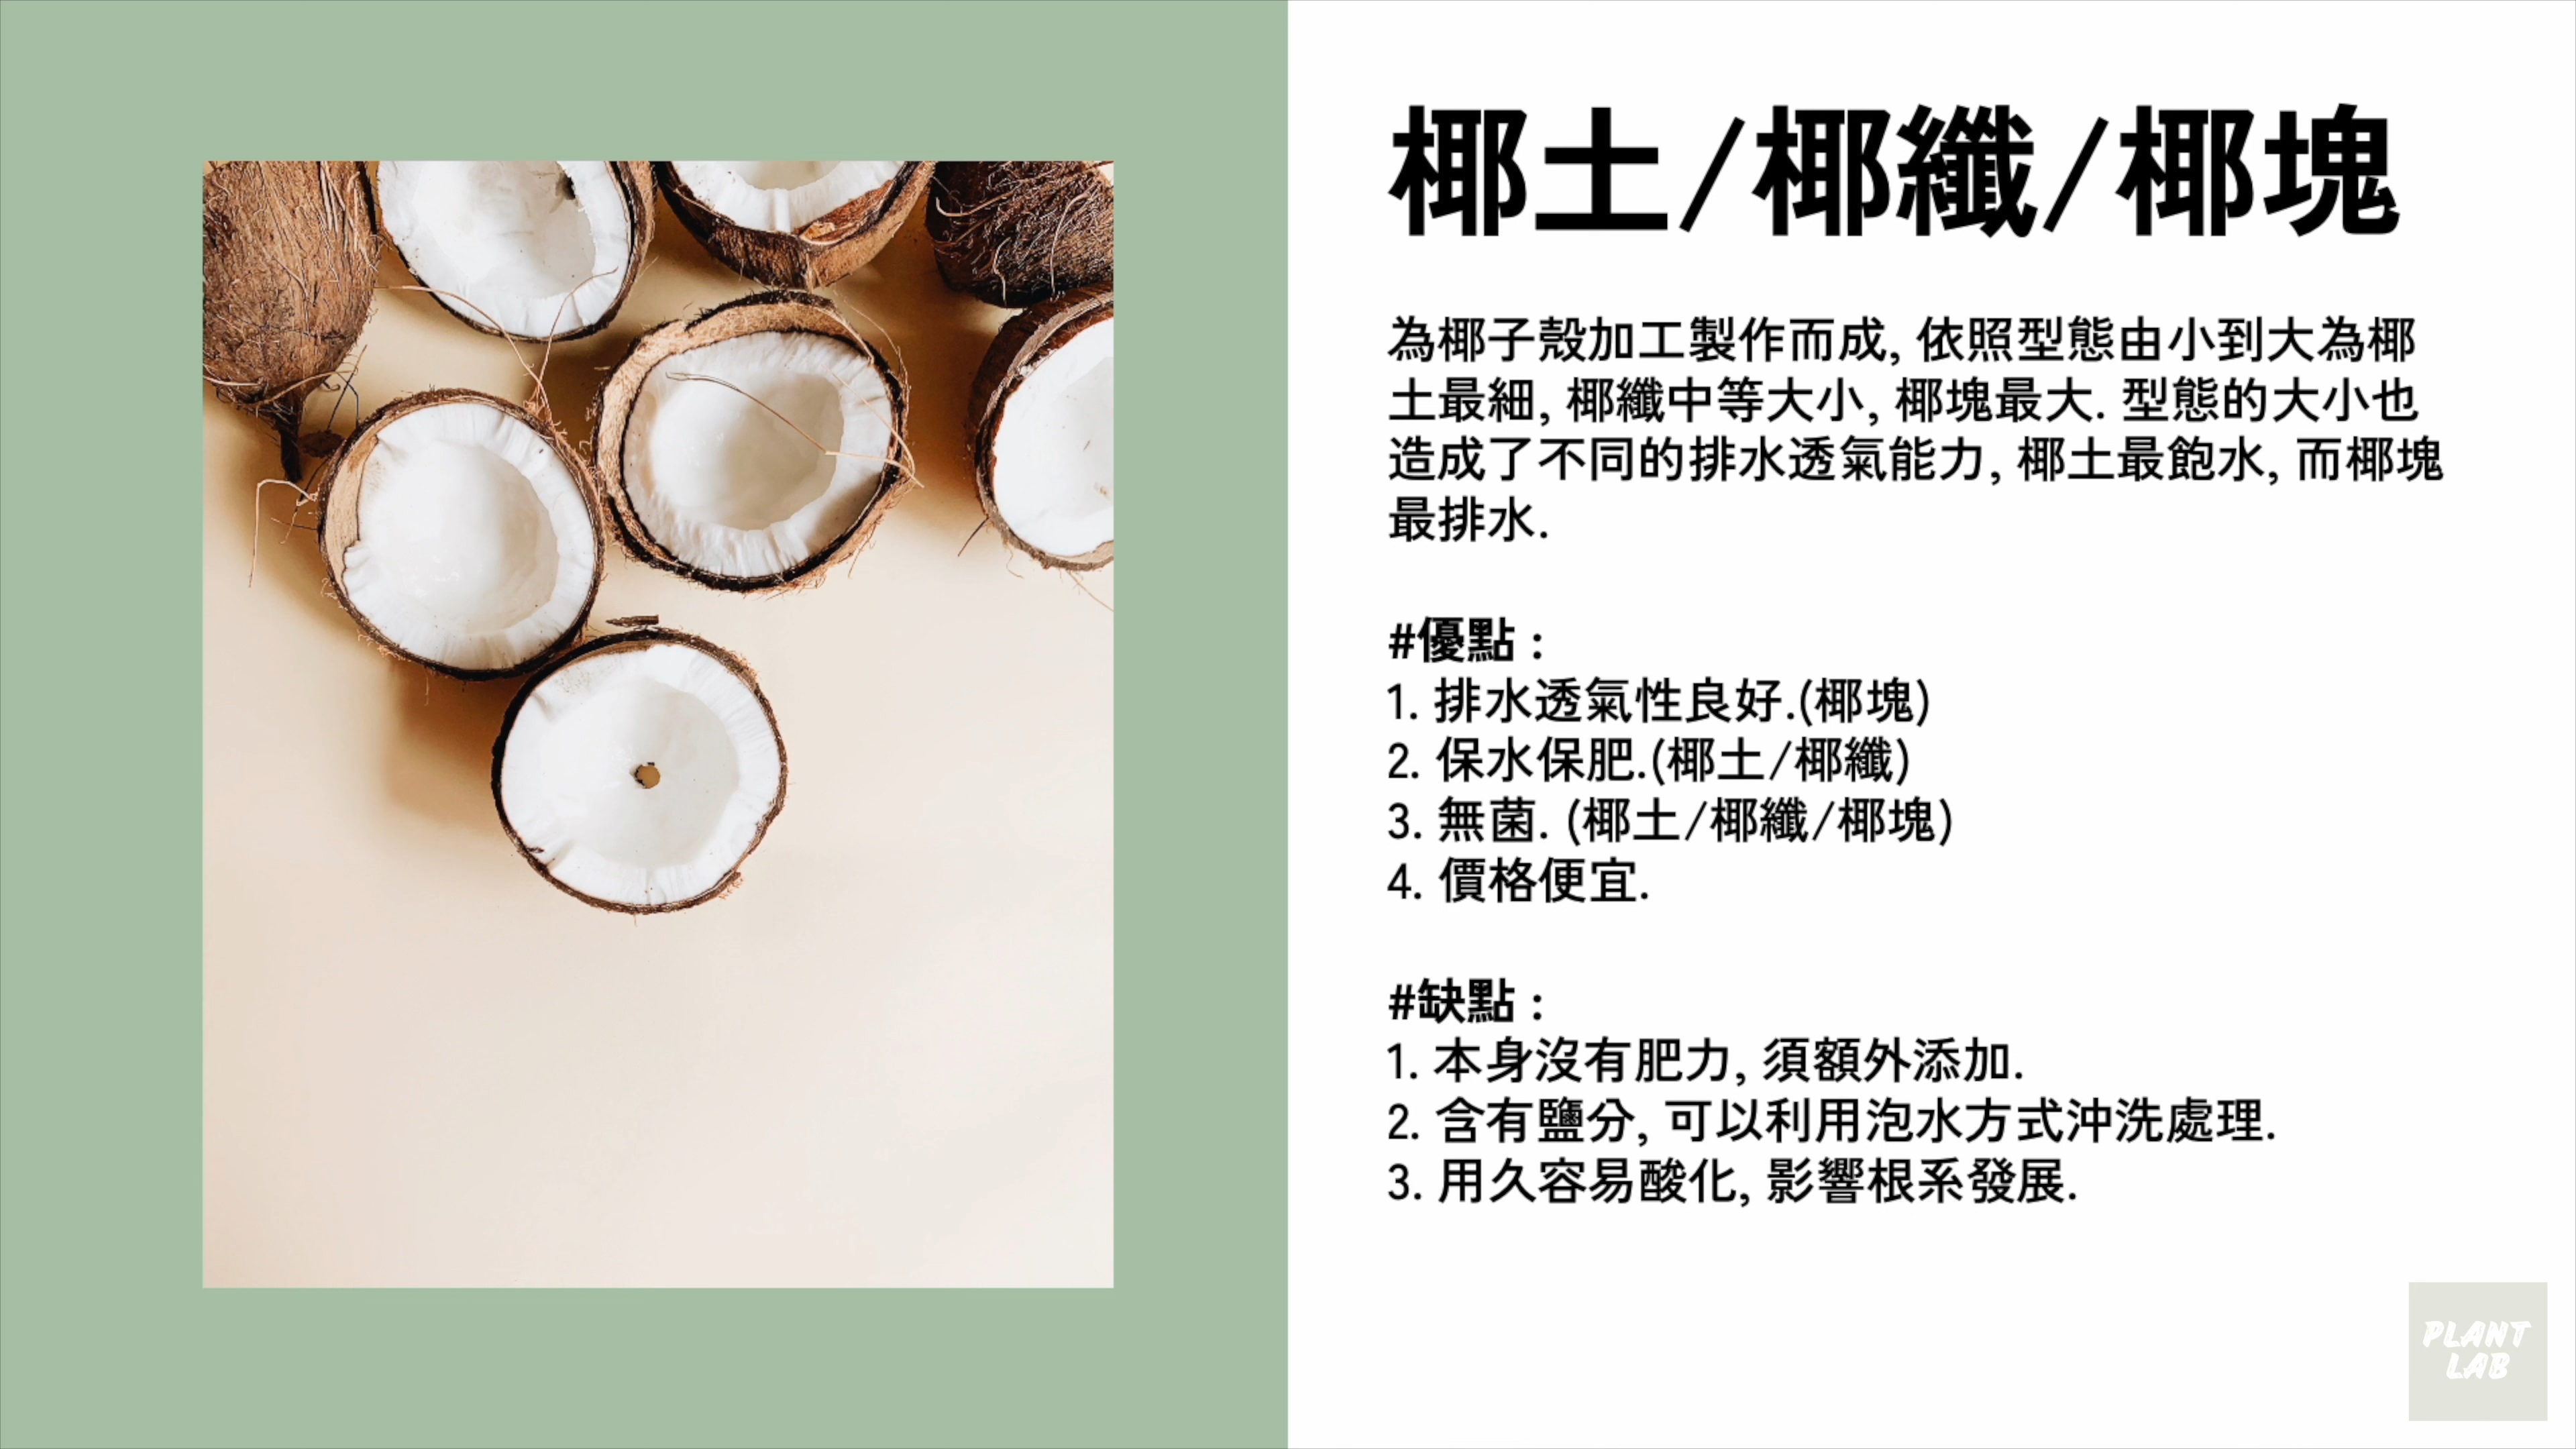 椰土/椰纖/椰塊
為椰子殼加工製作而成, 依照型態由小到大為椰
土最細, 椰纖中等大小, 椰塊最大. 型態的大小也
造成了不同的排水透氣能力, 椰土最飽水, 而椰塊
最排水.
#優點 :
1. 排水透氣性良好.(椰塊)
2. 保水保肥.(椰土/椰纖)
3. 無菌. (椰土/椰纖/椰塊)
4. 價格便宜.
#缺點 :
1. 本身沒有肥力, 須額外添加.
2. 含有鹽分, 可以利用泡水方式沖洗處理.
3. 用久容易酸化, 影響根系發展.
PLANT
LAB